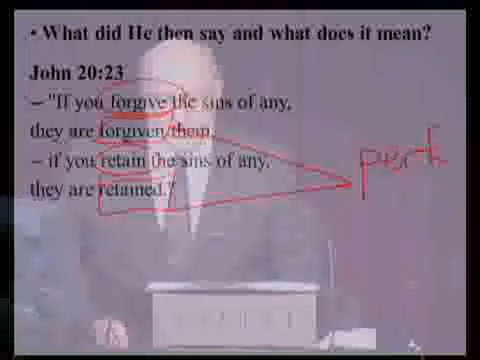 • What did He then say and what does it mean?
John 20:23
– "If you forgive the sins of any,
they are forgiven them,
– if you retain the sins of any,
they are retained."